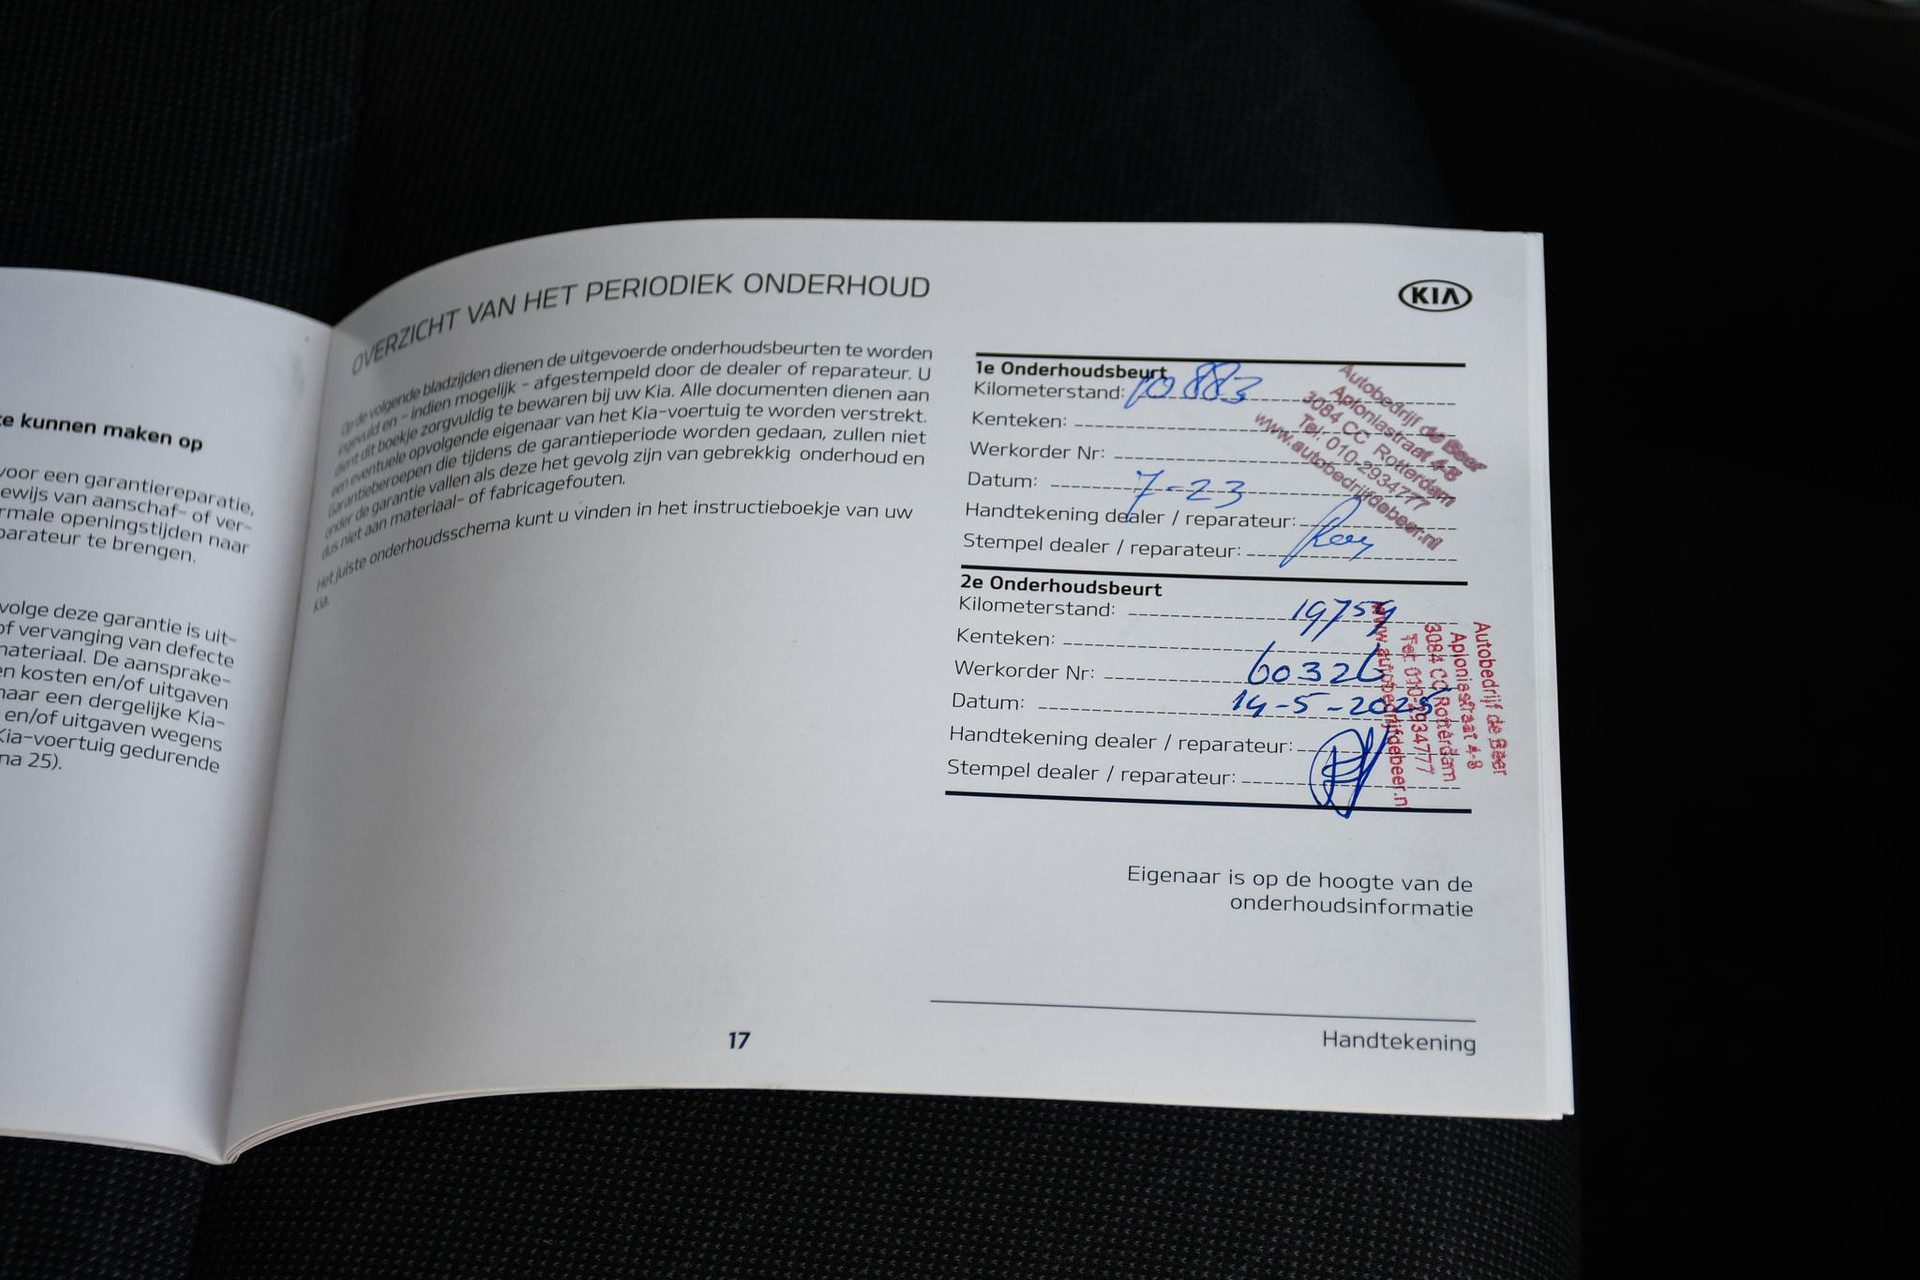 te kunnen maken op
voor een garantiereparatie,
ewijs van aanschaf- of ver-
rmale openingstijden naar
parateur te brengen.
volge deze garantie is uit-
of vervanging van defecte
materiaal. De aansprake-
en kosten en/of uitgaven
naar een dergelijke Kia-
en/of uitgaven wegens
Kia-voertuig gedurende
na 25).
OVERZICHT VAN HET PERIODIEK ONDERHOUD
Op de volgende bladzijden dienen de uitgevoerde onderhoudsbeurten te worden
ingevuld en - indien mogelijk - afgestempeld door de dealer of reparateur. U
dient dit boekje zorgvuldig te bewaren bij uw Kia. Alle documenten dienen aan
een eventuele opvolgende eigenaar van het Kia-voertuig te worden verstrekt.
Garantieberoepen die tijdens de garantieperiode worden gedaan, zullen niet
onder de garantie vallen als deze het gevolg zijn van gebrekkig onderhoud en
dus niet aan materiaal- of fabricagefouten.
Het juiste onderhoudsschema kunt u vinden in het instructieboekje van uw
Kia.
17
KIA
1e Onderhoudsbeurt
Kilometerstand: 10883
Kenteken:
Werkorder Nr:
Datum: 7-23
Handtekening dealer / reparateur:
Stempel dealer / reparateur:
Autobedrijf de Beer
Aploniastraat 4-8
3084 CC Rotterdam
Tel: 010-2934777
www.autobedrijfdebeer.nl
2e Onderhoudsbeurt
Kilometerstand: 19759
Kenteken:
Werkorder Nr: 60326
Datum: 14-5-2025
Handtekening dealer / reparateur:
Stempel dealer / reparateur:
Autobedrijf de Beer
Aploniastraat 4-8
3084 CC Rotterdam
Tel: 010-2934777
www.autobedrijfdebeer.nl
Eigenaar is op de hoogte van de
onderhoudsinformatie
Handtekening